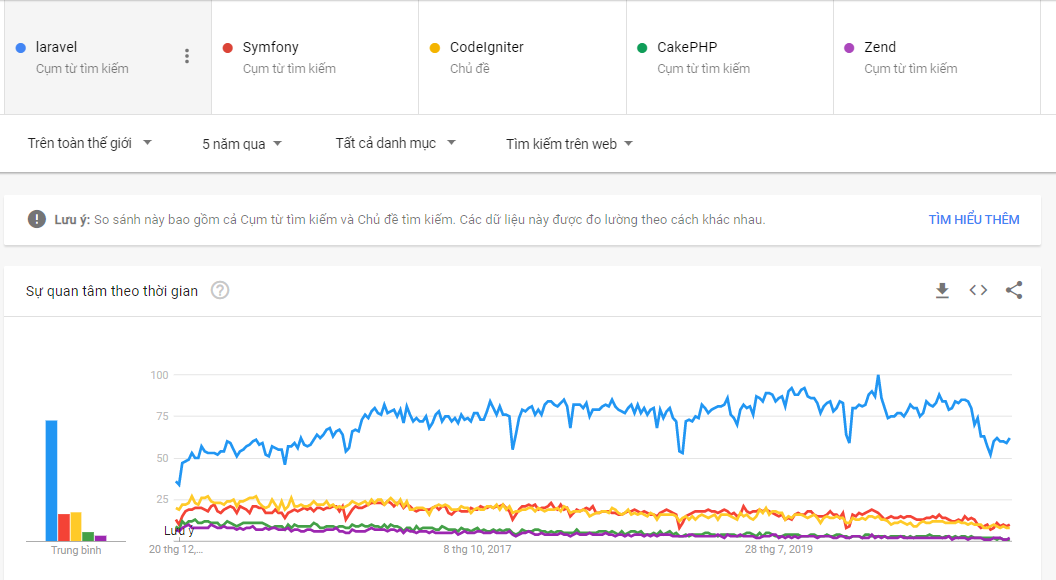 laravel
Cụm từ tìm kiếm
Symfony
Cụm từ tìm kiếm
CodeIgniter
Chủ đề
CakePHP
Cụm từ tìm kiếm
Zend
Cụm từ tìm kiếm
Trên toàn thế giới
5 năm qua
Tất cả danh mục
Tìm kiếm trên web
Lưu ý: So sánh này bao gồm cả Cụm từ tìm kiếm và Chủ đề tìm kiếm. Các dữ liệu này được đo lường theo cách khác nhau.
TÌM HIỂU THÊM
Sự quan tâm theo thời gian
?
100
75
50
25
Lưu ý
Trung bình
20 thg 12,...
8 thg 10, 2017
28 thg 7, 2019